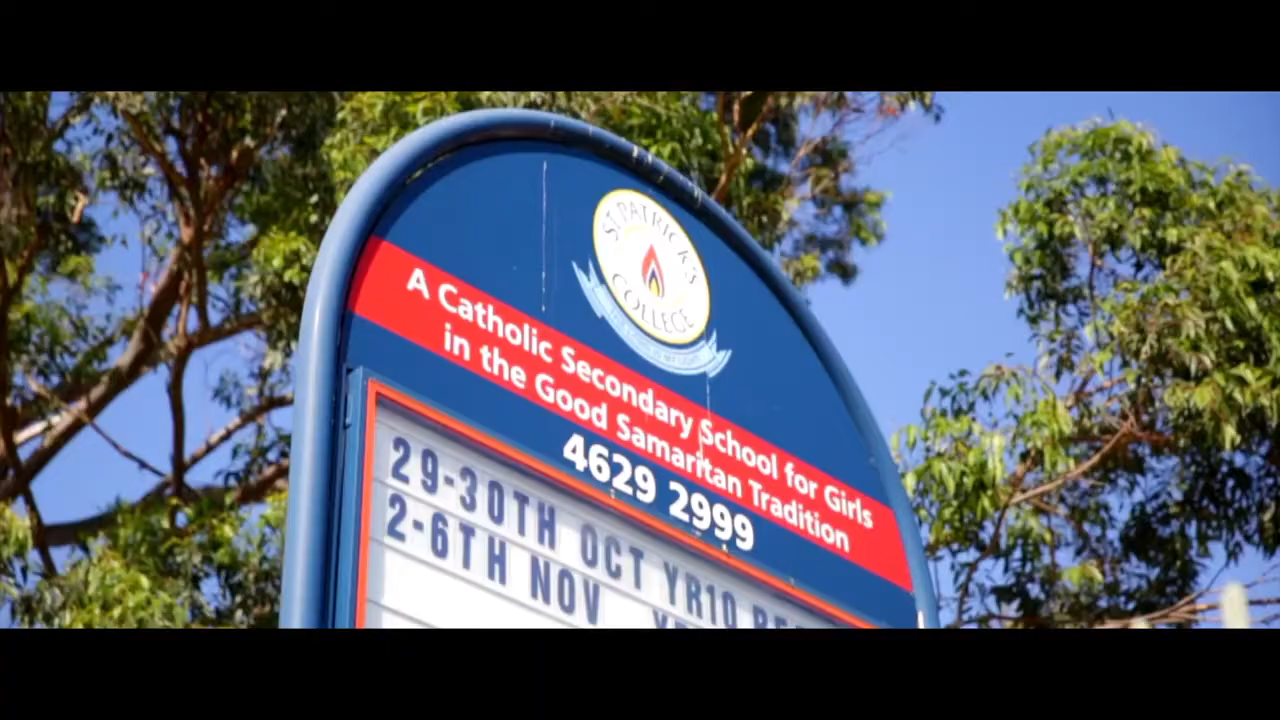 ST PATRICK'S
COLLEGE
A Catholic Secondary School for Girls
in the Good Samaritan Tradition
4629 2999
29-30TH OCT YR10
2-6TH NOV